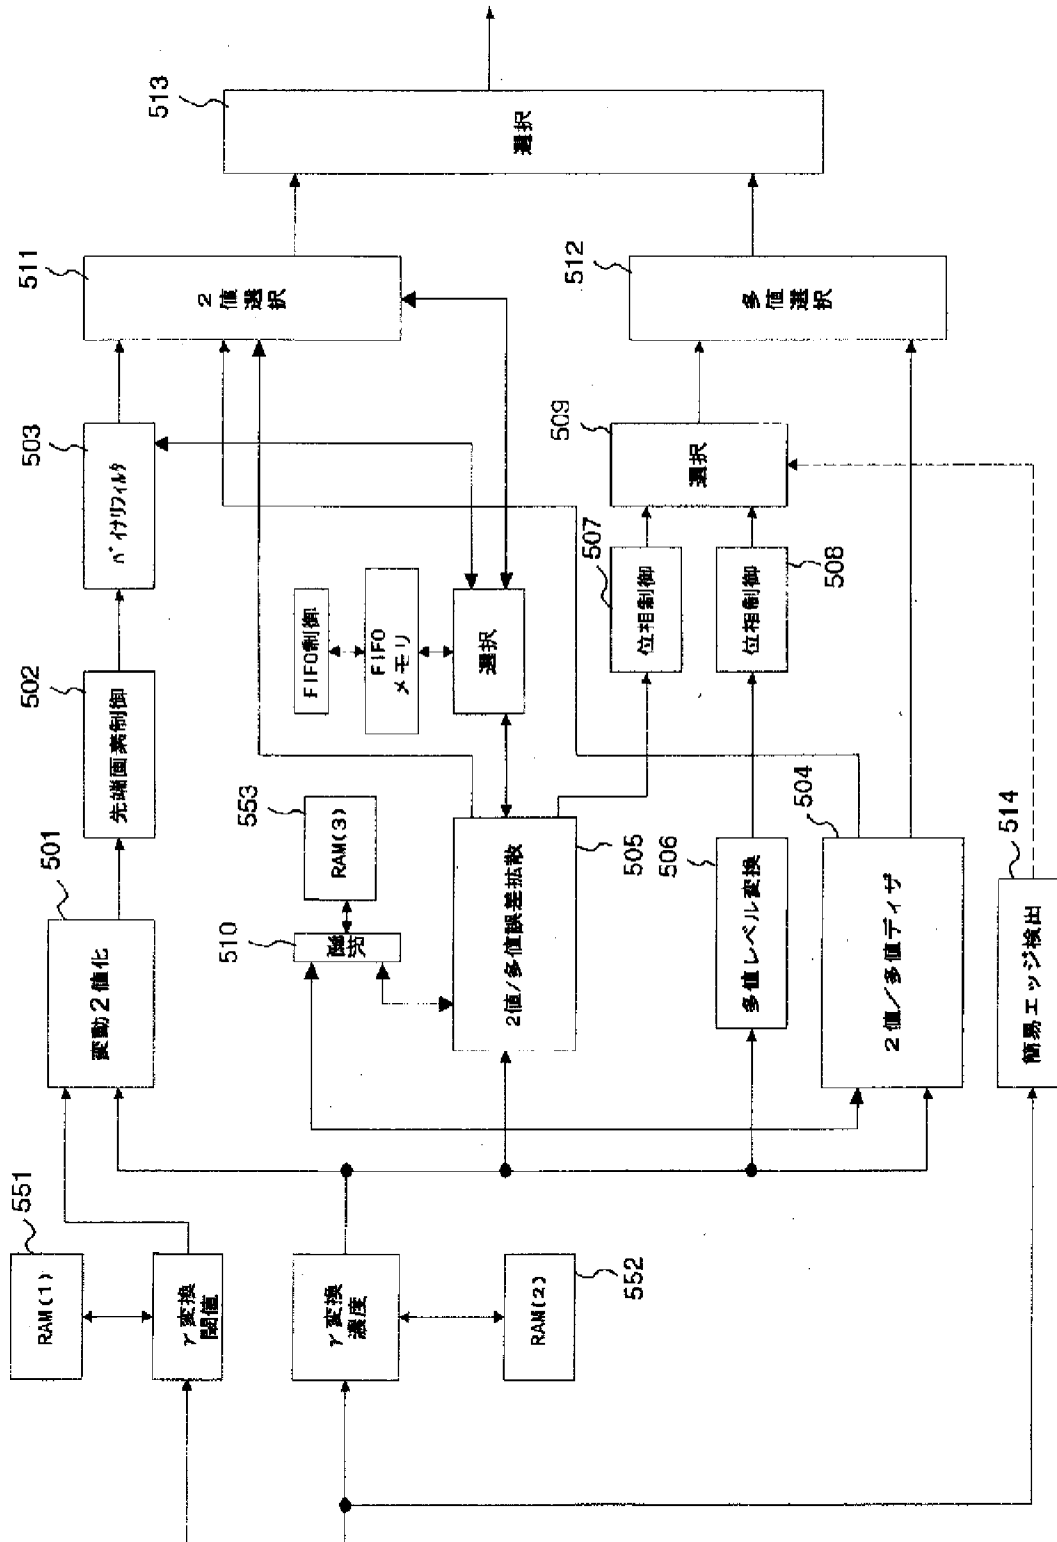 RAM(1)
551
γ変換
閾値
γ変換
濃度
RAM(2)
552
変動2値化
501
先端画素制御
502
バイナリフィルタ
503
2値
選択
511
選択
513
RAM(3)
553
選択
510
FIFO制御
FIFO
メモリ
選択
2値/多値誤差拡散
505
多値レベル変換
506
2値/多値ディザ
504
簡易エッジ検出
514
位相制御
507
位相制御
508
選択
509
多値
選択
512